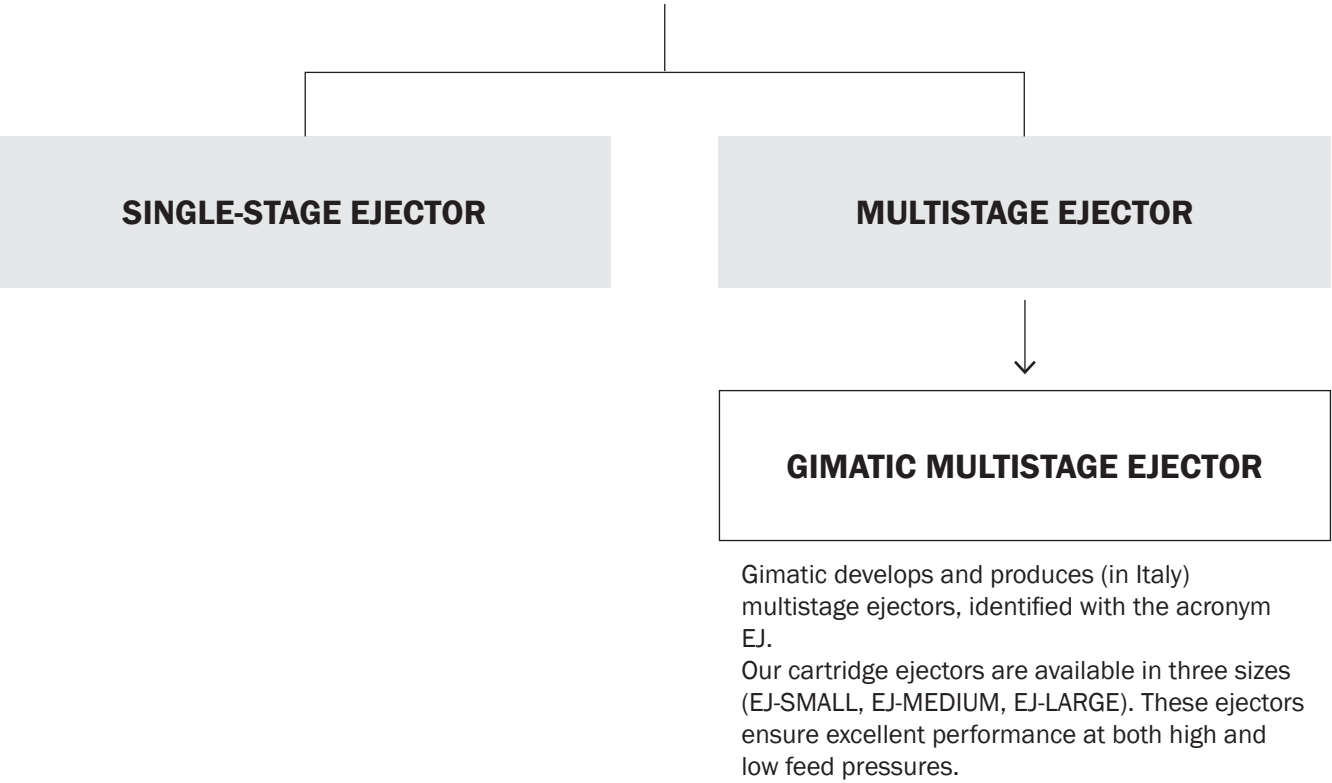 SINGLE-STAGE EJECTOR
MULTISTAGE EJECTOR
GIMATIC MULTISTAGE EJECTOR
Gimatic develops and produces (in Italy)
multistage ejectors, identified with the acronym
EJ.
Our cartridge ejectors are available in three sizes
(EJ-SMALL, EJ-MEDIUM, EJ-LARGE). These ejectors
ensure excellent performance at both high and
low feed pressures.